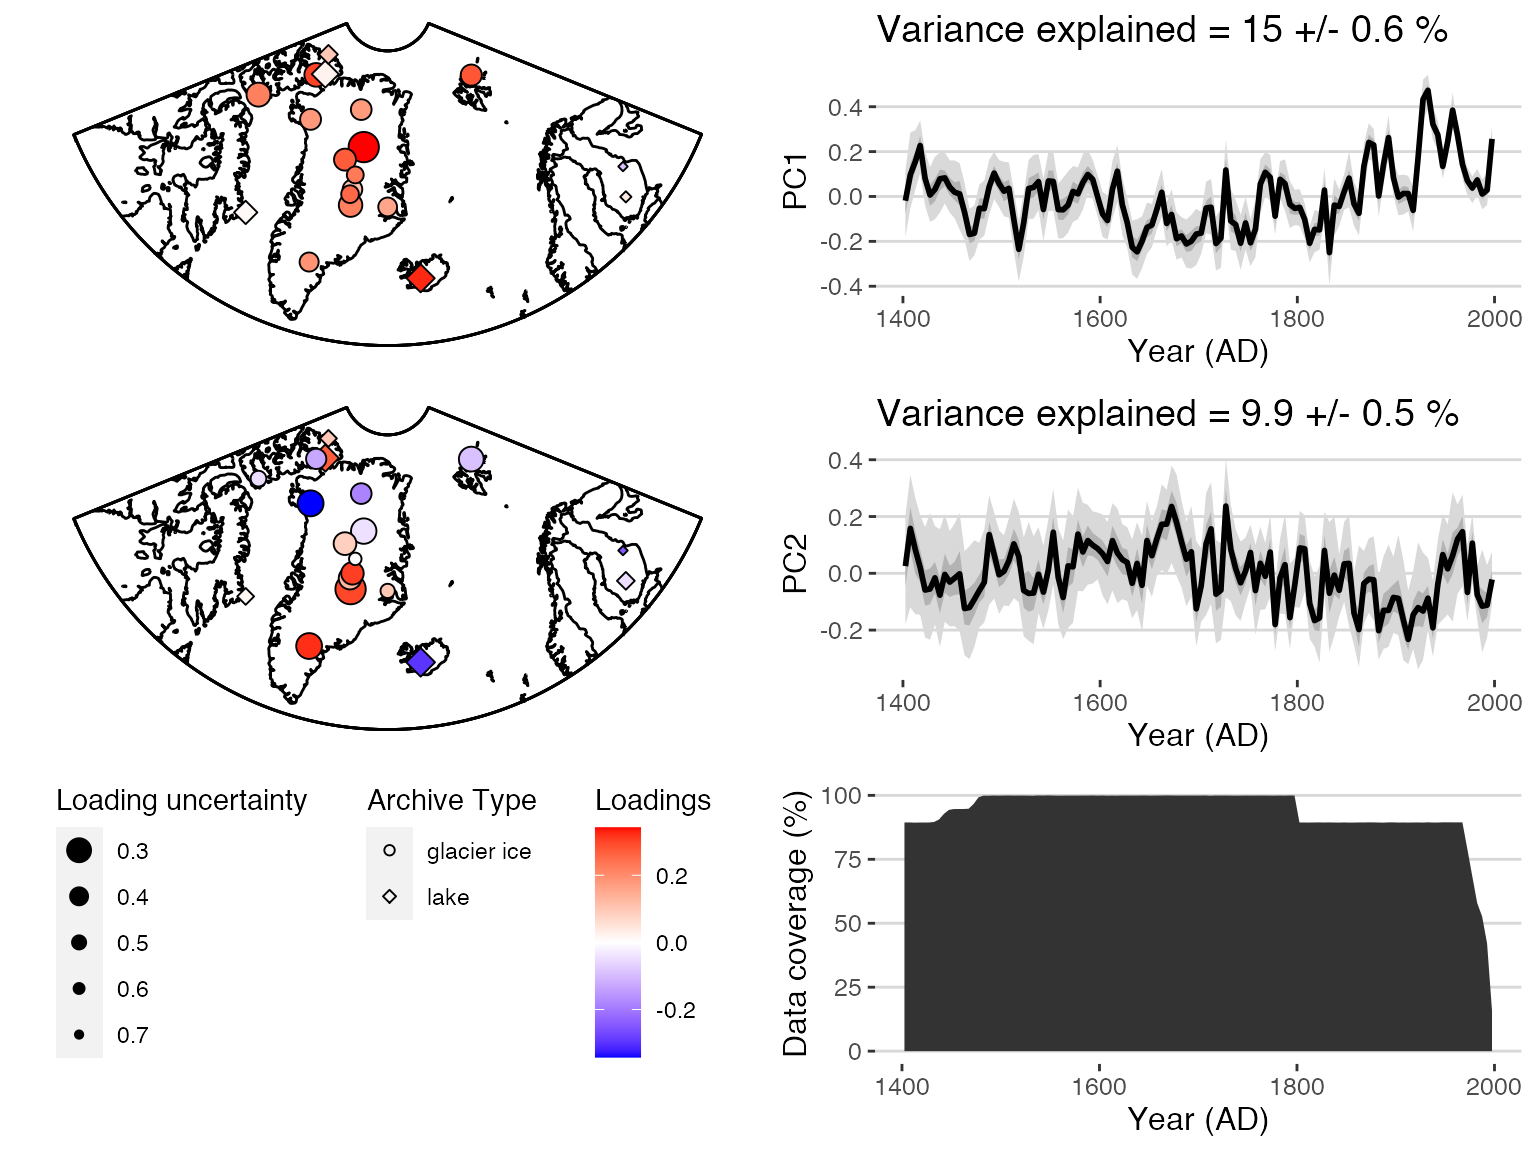 Variance explained = 15 +/- 0.6 %
PC1
0.4
0.2
0.0
-0.2
-0.4
1400 1600 1800 2000
Year (AD)
Variance explained = 9.9 +/- 0.5 %
PC2
0.4
0.2
0.0
-0.2
1400 1600 1800 2000
Year (AD)
Loading uncertainty
0.3
0.4
0.5
0.6
0.7
Archive Type
glacier ice
lake
Loadings
0.2
0.0
-0.2
Data coverage (%)
100
75
50
25
0
1400 1600 1800 2000
Year (AD)